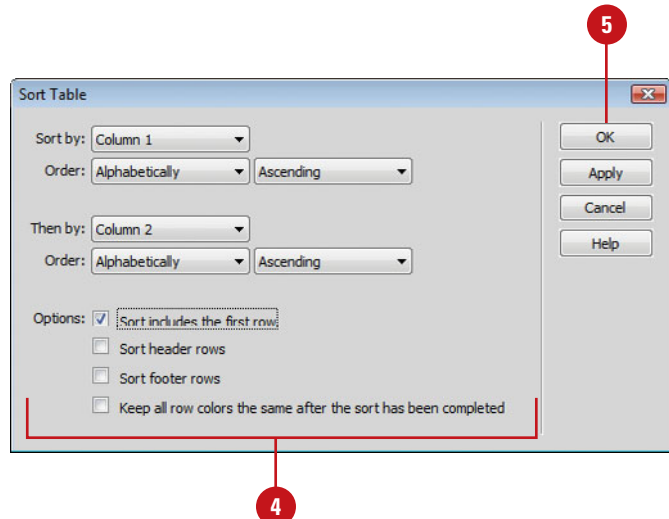 5
Sort Table
Sort by: Column 1
OK
Order: Alphabetically Ascending
Apply
Cancel
Then by: Column 2
Help
Order: Alphabetically Ascending
Options: Sort includes the first row
Sort header rows
Sort footer rows
Keep all row colors the same after the sort has been completed
4